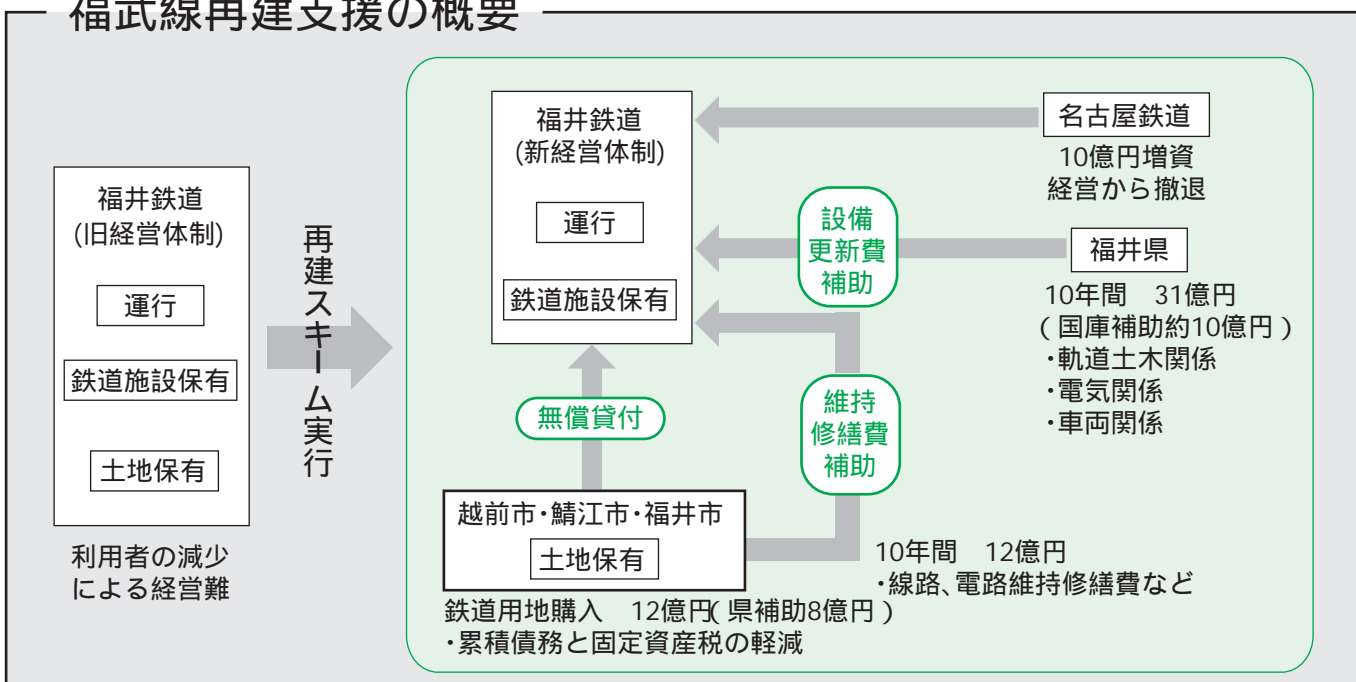 福武線再建支援の概要
福井鉄道
(旧経営体制)
運行
鉄道施設保有
土地保有
利用者の減少
による経営難
再建スキーム実行
福井鉄道
(新経営体制)
運行
鉄道施設保有
名古屋鉄道
10億円増資
経営から撤退
設備
更新費
補助
福井県
10年間　31億円
(国庫補助約10億円)
・軌道土木関係
・電気関係
・車両関係
無償貸付
維持
修繕費
補助
越前市・鯖江市・福井市
土地保有
10年間　12億円
・線路、電路維持修繕費など
鉄道用地購入　12億円(県補助8億円)
・累積債務と固定資産税の軽減